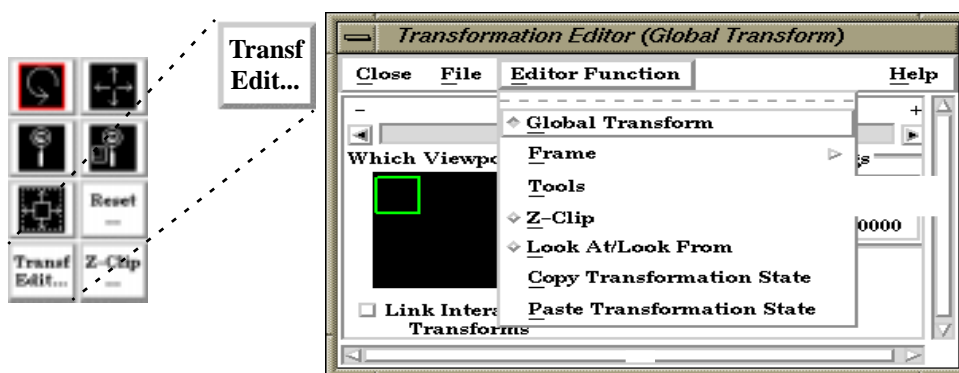 Transf
Edit...
Reset
...
Transf
Edit...
Z-Clip
...
Transformation Editor (Global Transform)
Close File Editor Function Help
- +
Global Transform
Which Viewpo gs
Frame
Tools
Z-Clip
0000
Look At/Look From
Copy Transformation State
Link Intera Paste Transformation State
Transforms